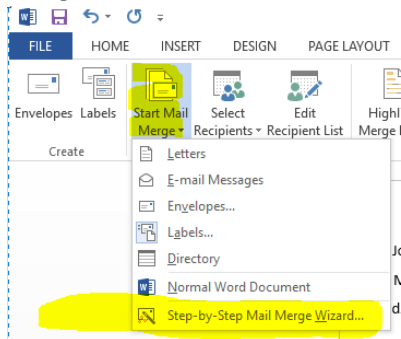 FILE HOME INSERT DESIGN PAGE LAYOUT
Envelopes Labels Start Mail Merge Select Recipients Edit Recipient List
Create
Letters
E-mail Messages
Envelopes...
Labels...
Directory
Normal Word Document
Step-by-Step Mail Merge Wizard...